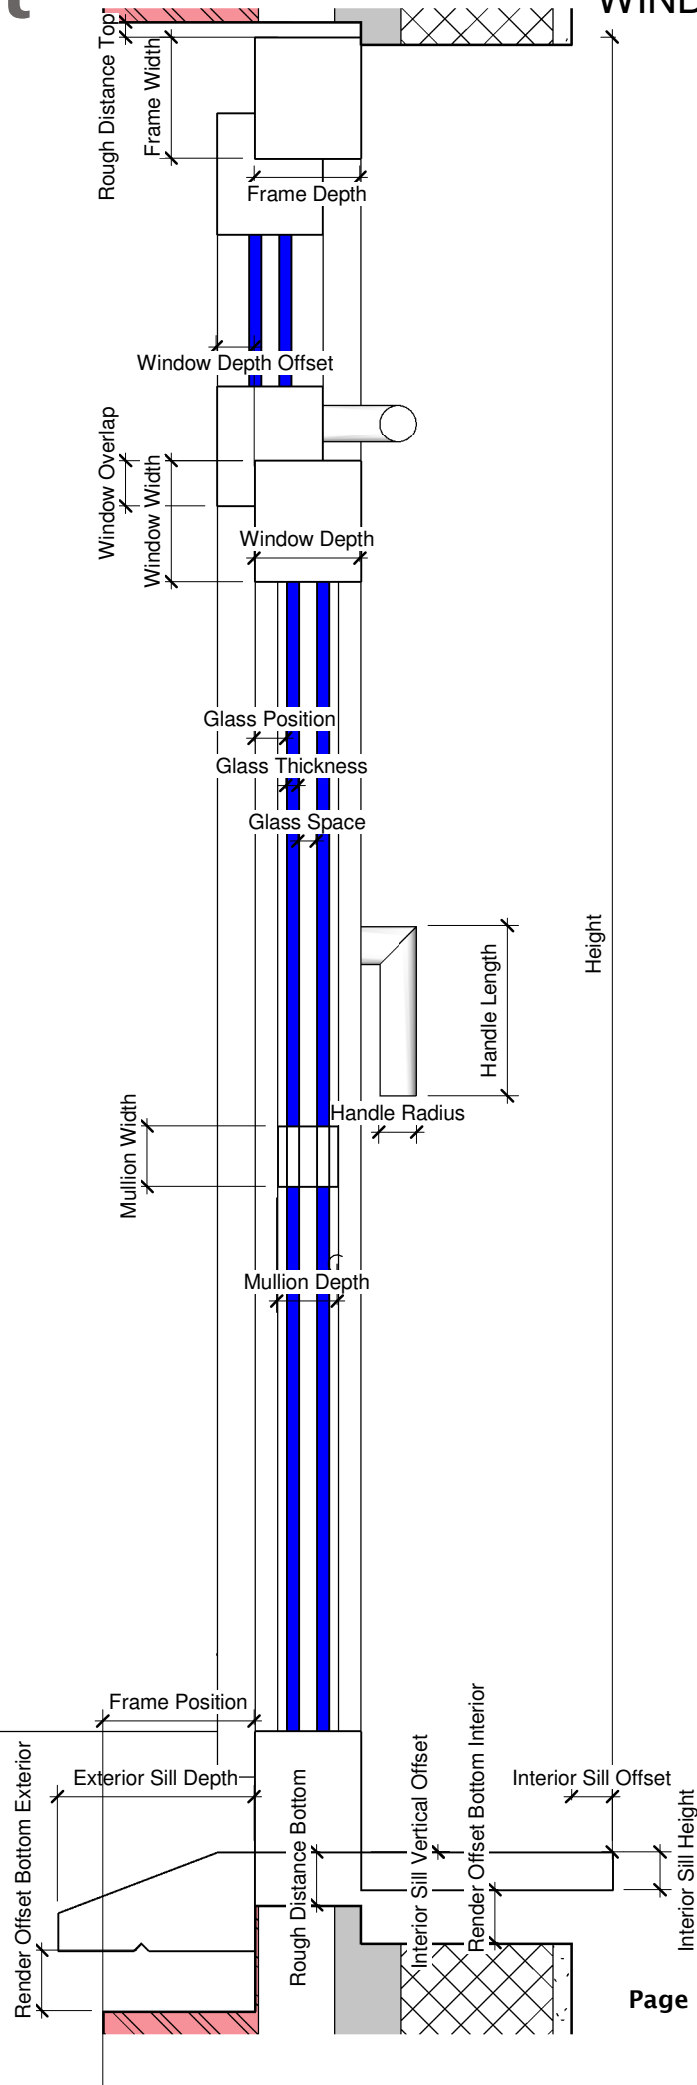 WIND
Rough Distance Top
Frame Width
Frame Depth
Window Depth Offset
Window Overlap
Window Width
Window Depth
Glass Position
Glass Thickness
Glass Space
Height
Handle Length
Handle Radius
Mullion Width
Mullion Depth
Frame Position
Exterior Sill Depth
Render Offset Bottom Exterior
Rough Distance Bottom
Interior Sill Vertical Offset
Render Offset Bottom Interior
Interior Sill Offset
Interior Sill Height
Page